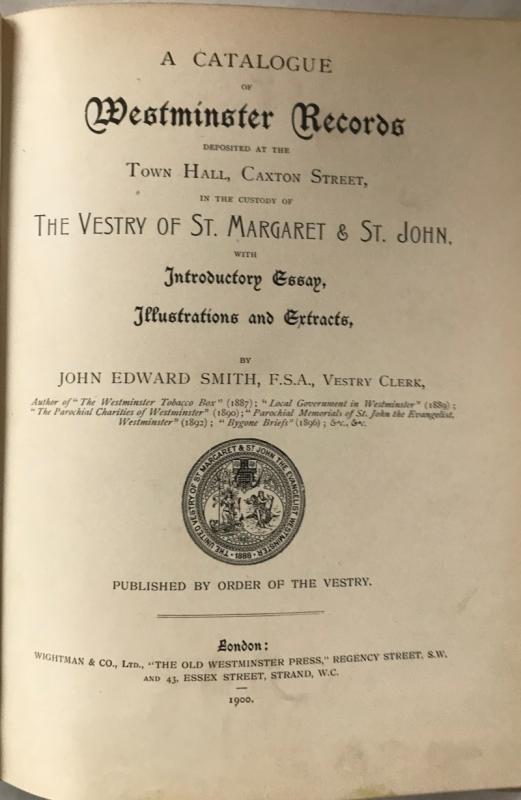 A CATALOGUE
OF
Westminster Records
DEPOSITED AT THE
TOWN HALL, CAXTON STREET,
IN THE CUSTODY OF
THE VESTRY OF ST. MARGARET & ST. JOHN,
WITH
Introductory Essay,
Illustrations and Extracts,
BY
JOHN EDWARD SMITH, F.S.A., VESTRY CLERK,
Author of "The Westminster Tobacco Box" (1887); "Local Government in Westminster" (1889);
"The Parochial Charities of Westminster" (1890); "Parochial Memorials of St. John the Evangelist,
Westminster" (1892); "Bygone Briefs" (1896); &c., &c.
THE UNITED VESTRY OF ST MARGARET & ST JOHN THE EVANGELIST WESTMINSTER
· 1888 ·
PUBLISHED BY ORDER OF THE VESTRY.
London:
WIGHTMAN & CO., LTD., "THE OLD WESTMINSTER PRESS," REGENCY STREET, S.W.
AND 43, ESSEX STREET, STRAND, W.C.
1900.